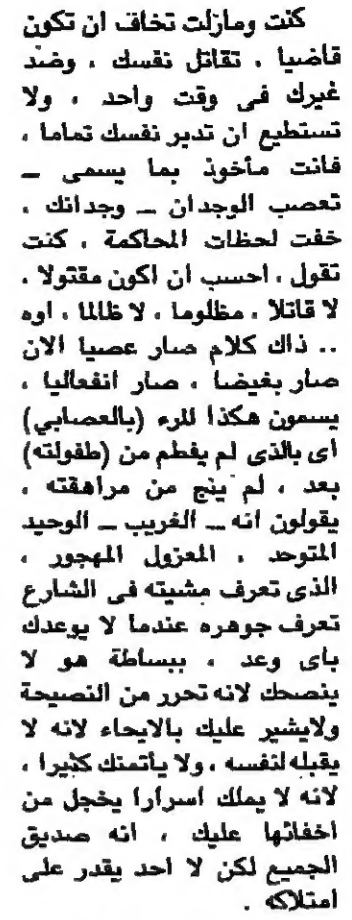 كنت ومازلت تخاف ان تكون
قاضيا ، تقاتل نفسك ، وضد
غيرك فى وقت واحد ، ولا
تستطيع ان تدير نفسك تماما ،
فانت مأخوذ بما يسمى ــ
تعصب الوجدان ــ وجدانك ،
خفت لحظات المحاكمة ، كنت
تقول ، احسب ان اكون مقتولا ،
لا قاتلا ، مظلوما ، لا ظالما ، اوه
.. ذاك كلام صار عصيا الان
صار بغيضا ، صار انفعاليا ،
يسمون هكذا المرء (بالعصابي)
اى بالذى لم يفطم من (طفولته)
بعد ، لم ينج من مراهقته ،
يقولون انه ــ الغريب ــ الوحيد
المتوحد ، المعزول المهجور ،
الذى تعرف مشيته فى الشارع
تعرف جوهره عندما لا يوعدك
باى وعد ، ببساطة هو لا
ينصحك لانه تحرر من النصيحة
ولايشير عليك بالايحاء لانه لا
يقبله لنفسه ، ولا يأتمنك كثيرا ،
لانه لا يملك اسرارا يخجل من
اخفائها عليك ، انه صديق
الجميع لكن لا احد يقدر على
امتلاكه .